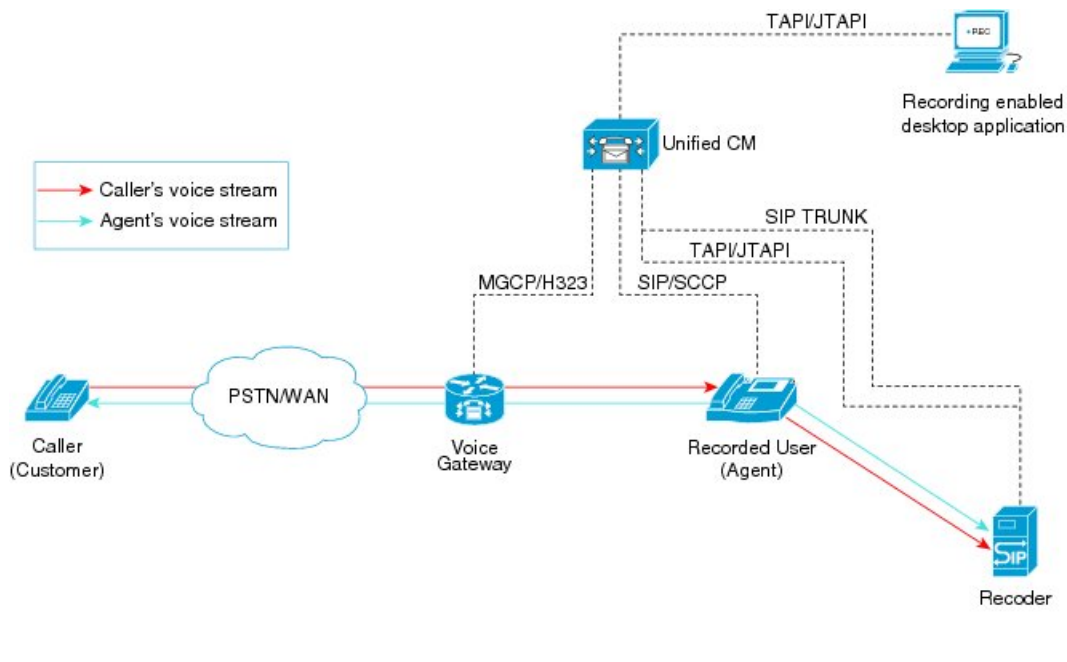 TAPI/JTAPI
• REC
Recording enabled
desktop application
Unified CM
Caller's voice stream
Agent's voice stream
SIP TRUNK
TAPI/JTAPI
MGCP/H323
SIP/SCCP
PSTN/WAN
Caller
(Customer)
Voice
Gateway
Recorded User
(Agent)
SIP
Recoder